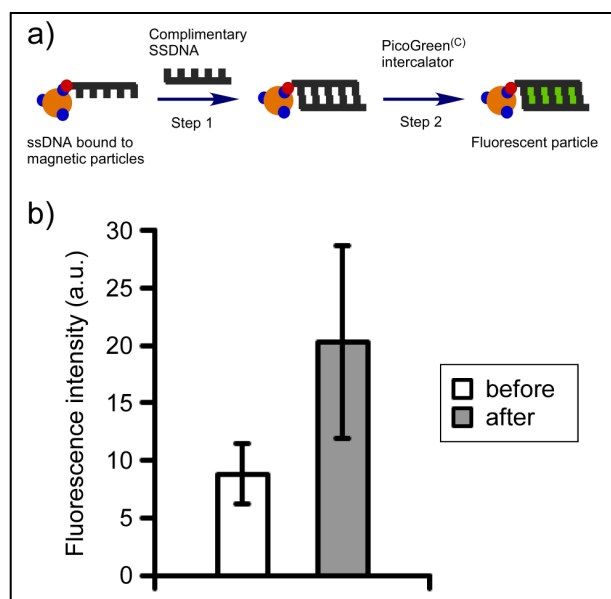 a)
Complimentary
SSDNA
PicoGreen(C)
intercalator
Step 1
Step 2
ssDNA bound to
magnetic particles
Fluorescent particle
b)
Fluorescence intensity (a.u.)
30
25
20
15
10
5
0
before
after